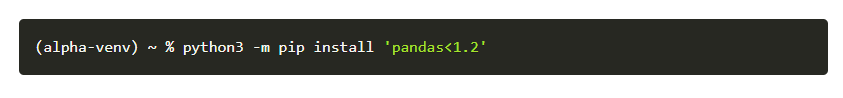 (alpha-venv) ~ % python3 -m pip install 'pandas<1.2'